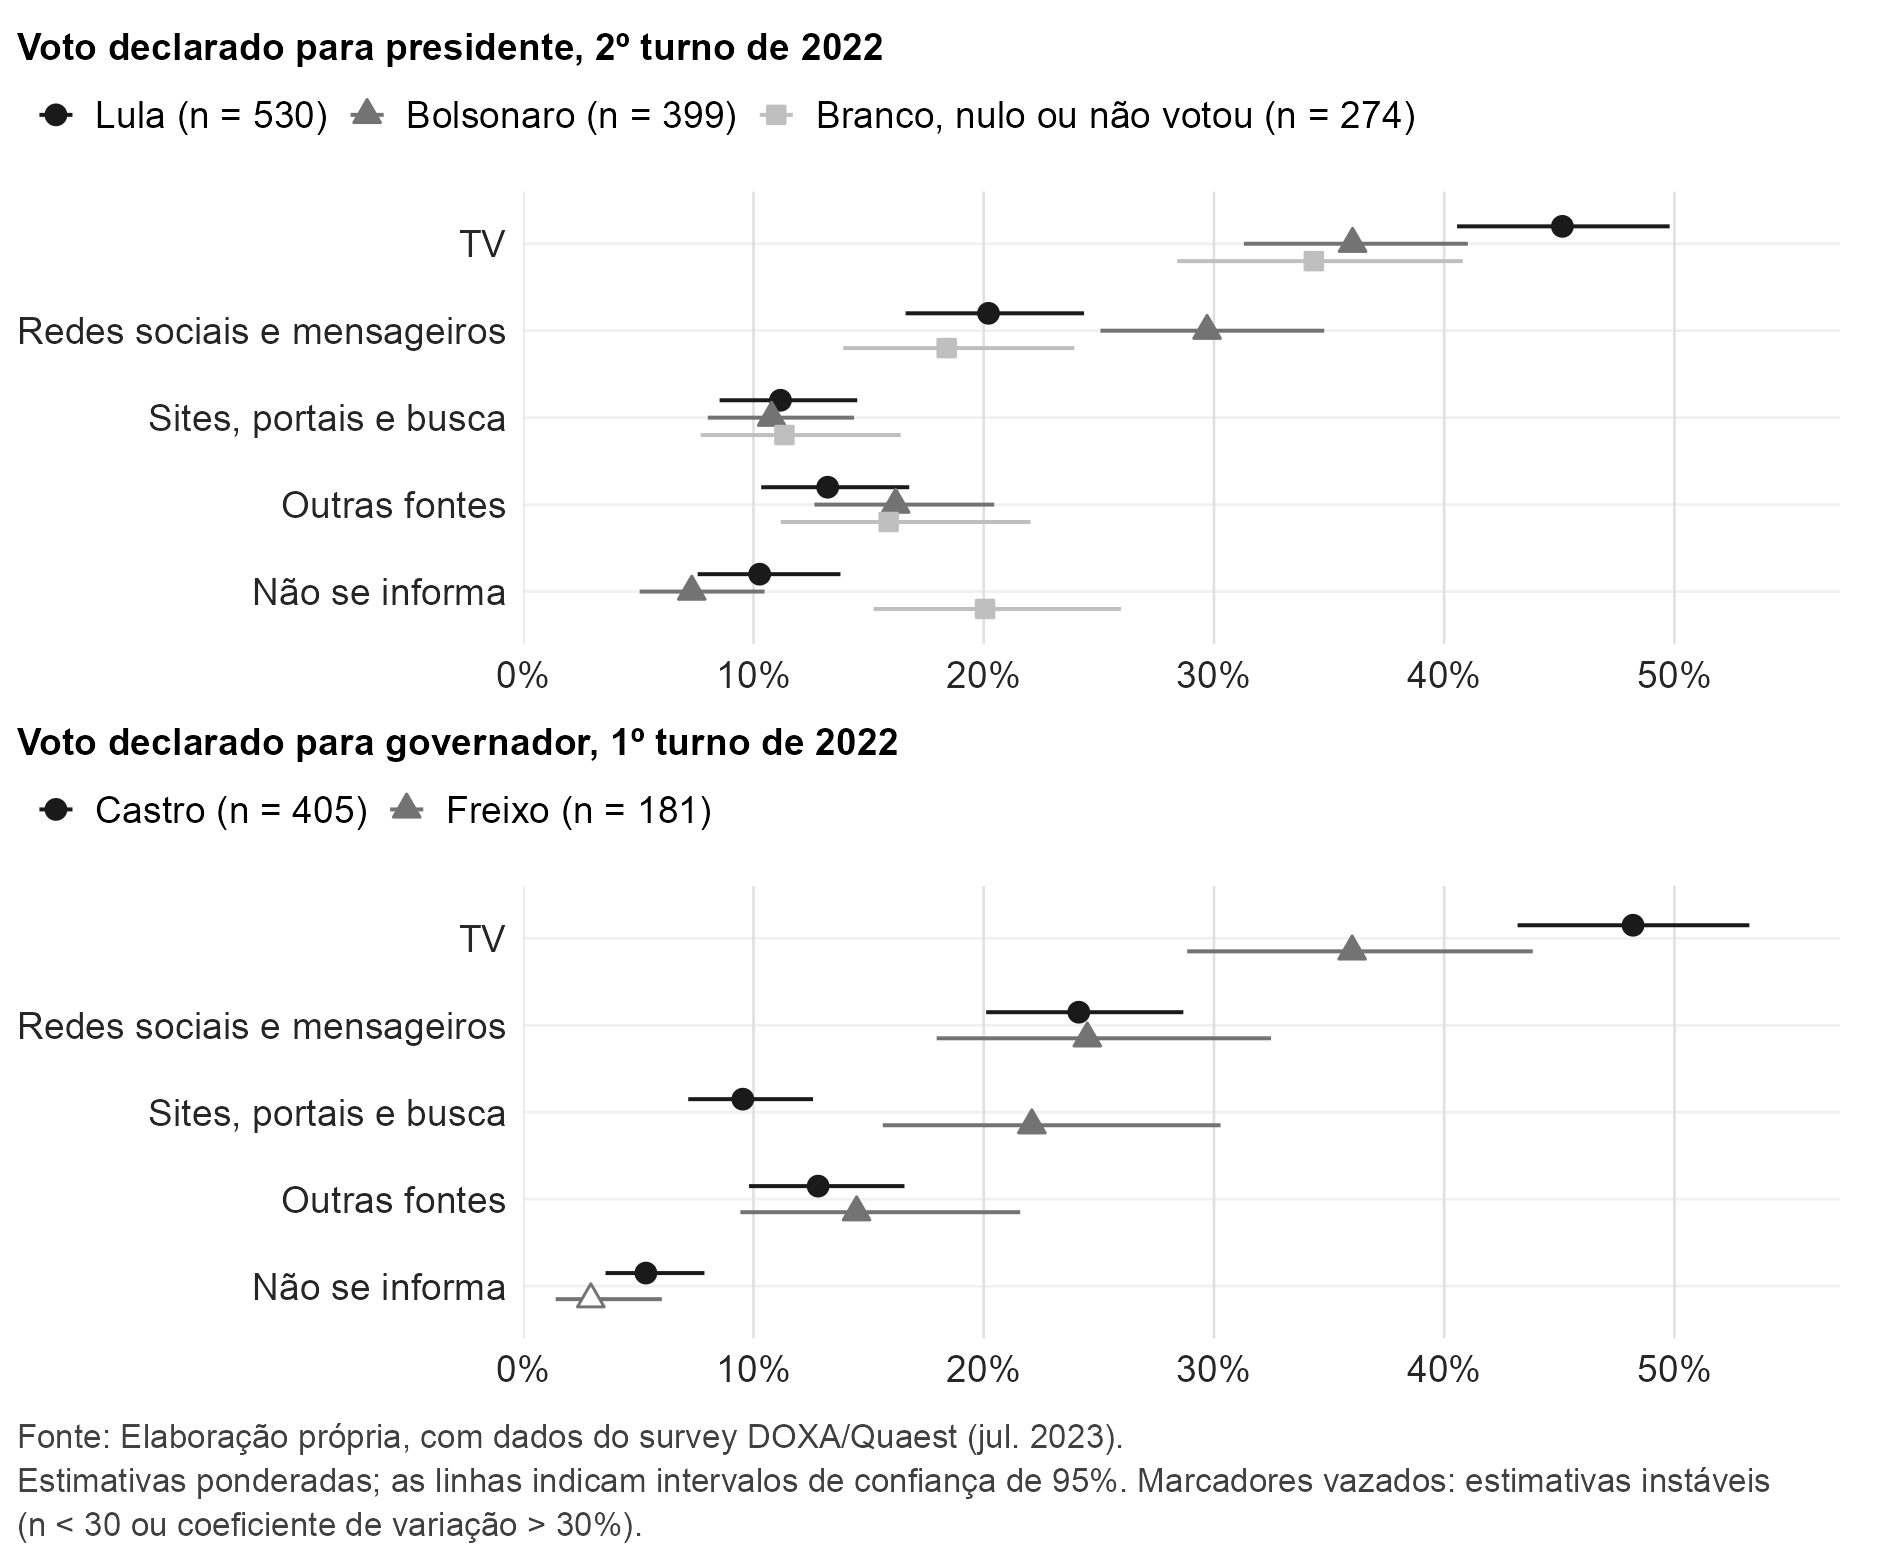 Voto declarado para presidente, 2º turno de 2022
Lula (n = 530) Bolsonaro (n = 399) Branco, nulo ou não votou (n = 274)
TV
Redes sociais e mensageiros
Sites, portais e busca
Outras fontes
Não se informa
0% 10% 20% 30% 40% 50%
Voto declarado para governador, 1º turno de 2022
Castro (n = 405) Freixo (n = 181)
TV
Redes sociais e mensageiros
Sites, portais e busca
Outras fontes
Não se informa
0% 10% 20% 30% 40% 50%
Fonte: Elaboração própria, com dados do survey DOXA/Quaest (jul. 2023).
Estimativas ponderadas; as linhas indicam intervalos de confiança de 95%. Marcadores vazados: estimativas instáveis
(n < 30 ou coeficiente de variação > 30%).